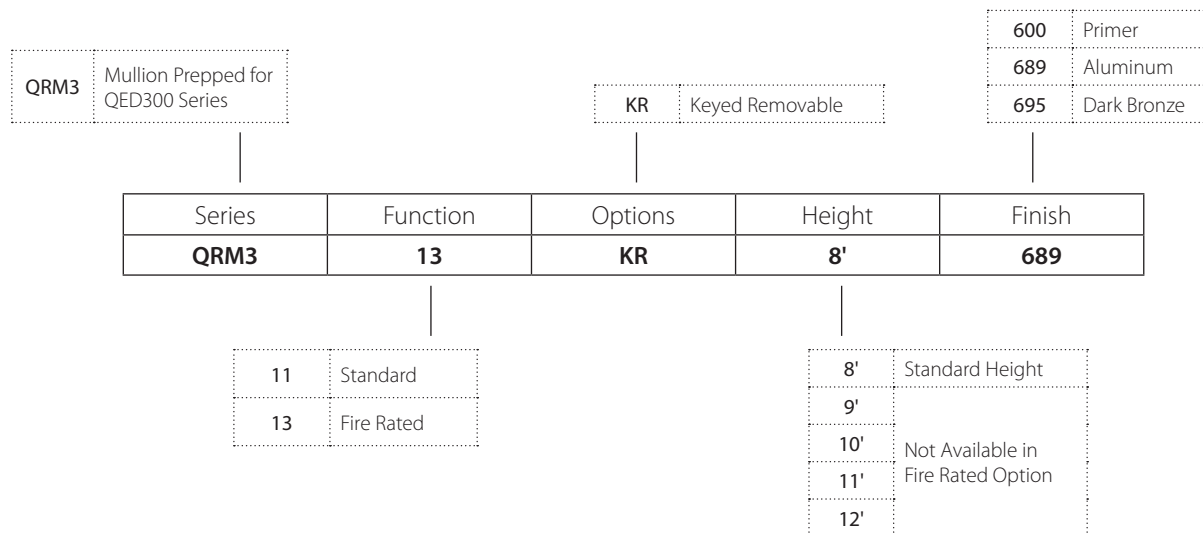 600 Primer
689 Aluminum
695 Dark Bronze
QRM3 Mullion Prepped for
QED300 Series
KR Keyed Removable
Series Function Options Height Finish
QRM3 13 KR 8' 689
11 Standard
13 Fire Rated
8' Standard Height
9'
10' Not Available in
11' Fire Rated Option
12'